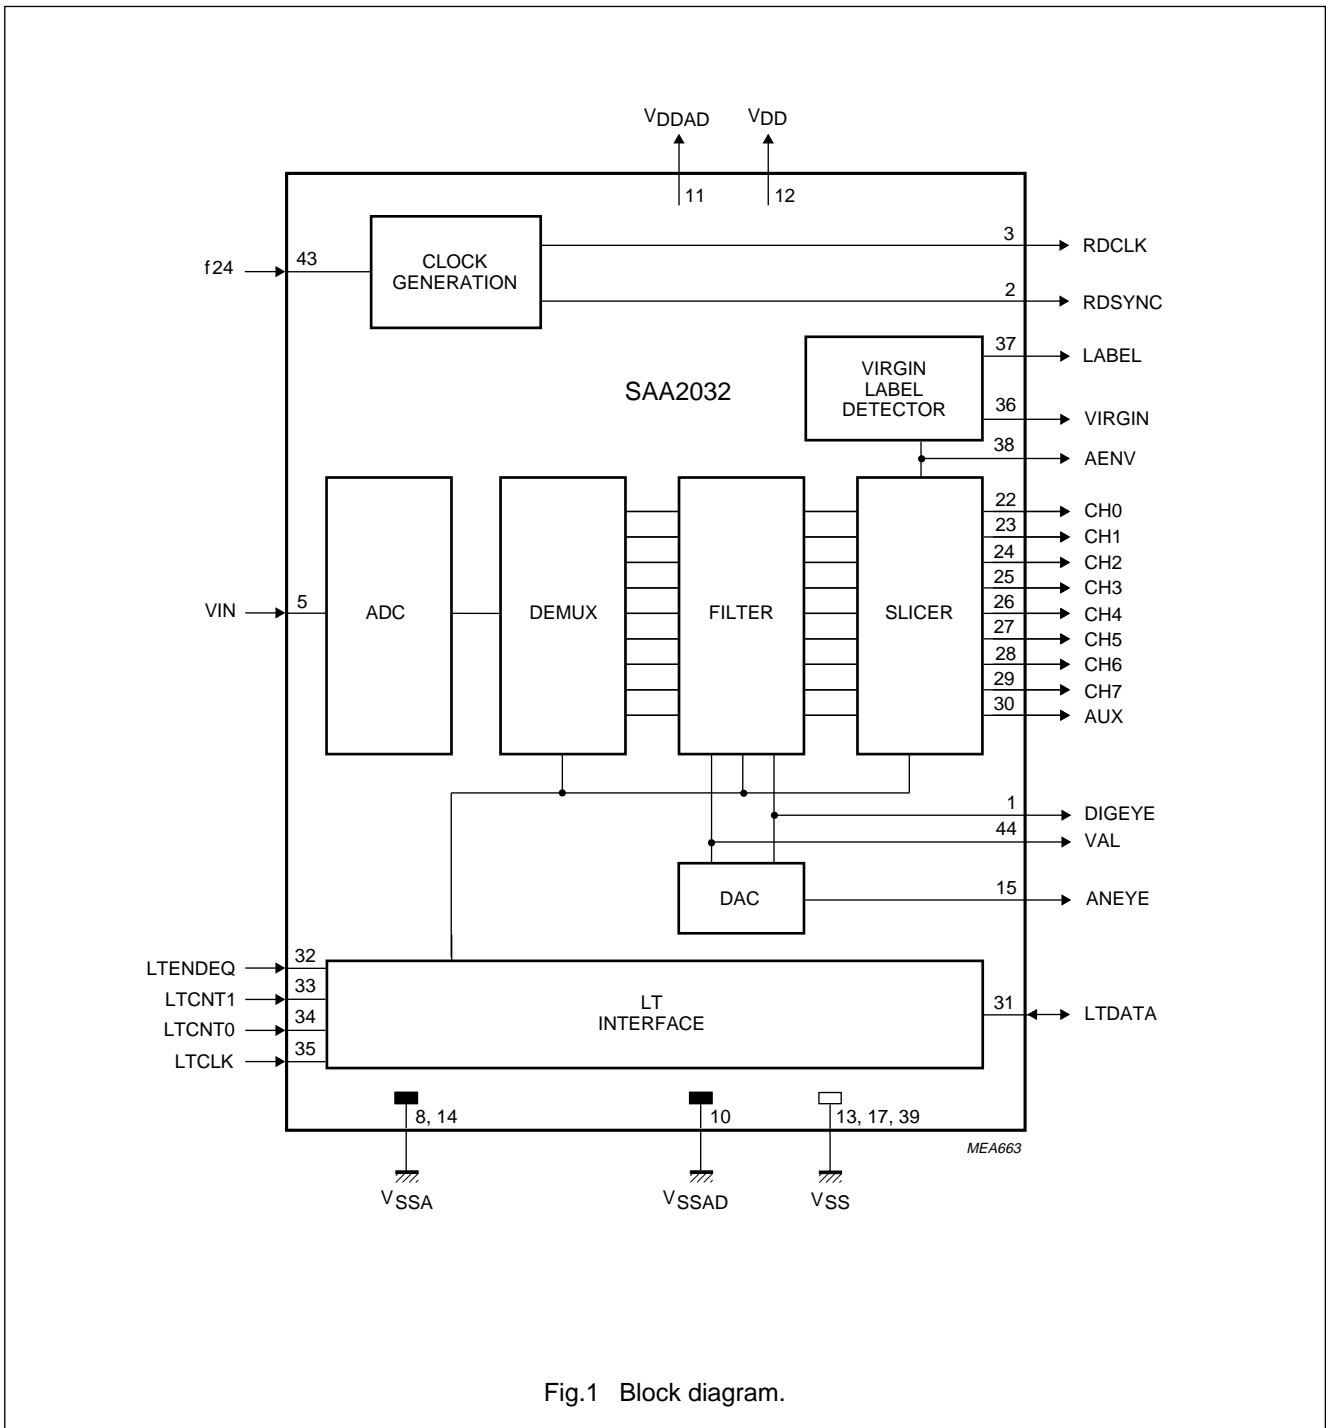 VDDAD VDD
11 12
3 RDCLK
f24 43 CLOCK
GENERATION
2 RDSYNC
37 LABEL
VIRGIN
LABEL
DETECTOR
SAA2032
36 VIRGIN
38 AENV
22 CH0
23 CH1
24 CH2
25 CH3
VIN 5 ADC DEMUX FILTER SLICER 26 CH4
27 CH5
28 CH6
29 CH7
30 AUX
1 DIGEYE
44 VAL
DAC 15 ANEYE
LTENDEQ 32
LTCNT1 33
LTCNT0 34
LTCLK 35
LT
INTERFACE
31 LTDATA
8, 14 10 13, 17, 39
MEA663
VSSA VSSAD VSS
Fig.1 Block diagram.